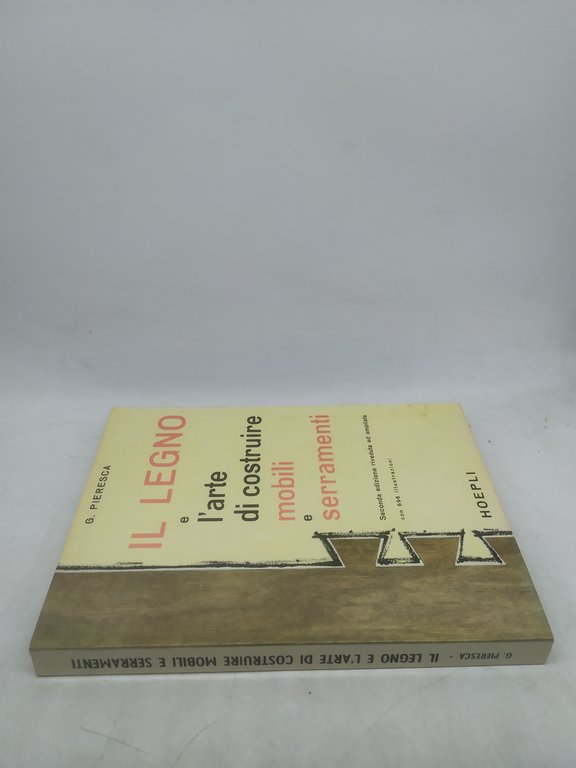 G. PIERESCA
IL LEGNO
e
l'arte
di costruire
mobili
e
serramenti
Seconda edizione riveduta ed ampliata
con 696 illustrazioni
HOEPLI
G. PIERESCA - IL LEGNO E L'ARTE DI COSTRUIRE MOBILI E SERRAMENTI